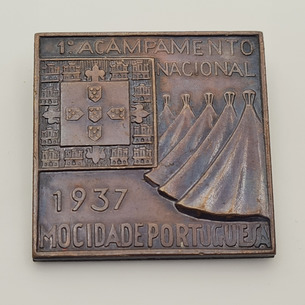 1º ACAMPAMENTO
NACIONAL
1937
MOCIDADE PORTUGUESA